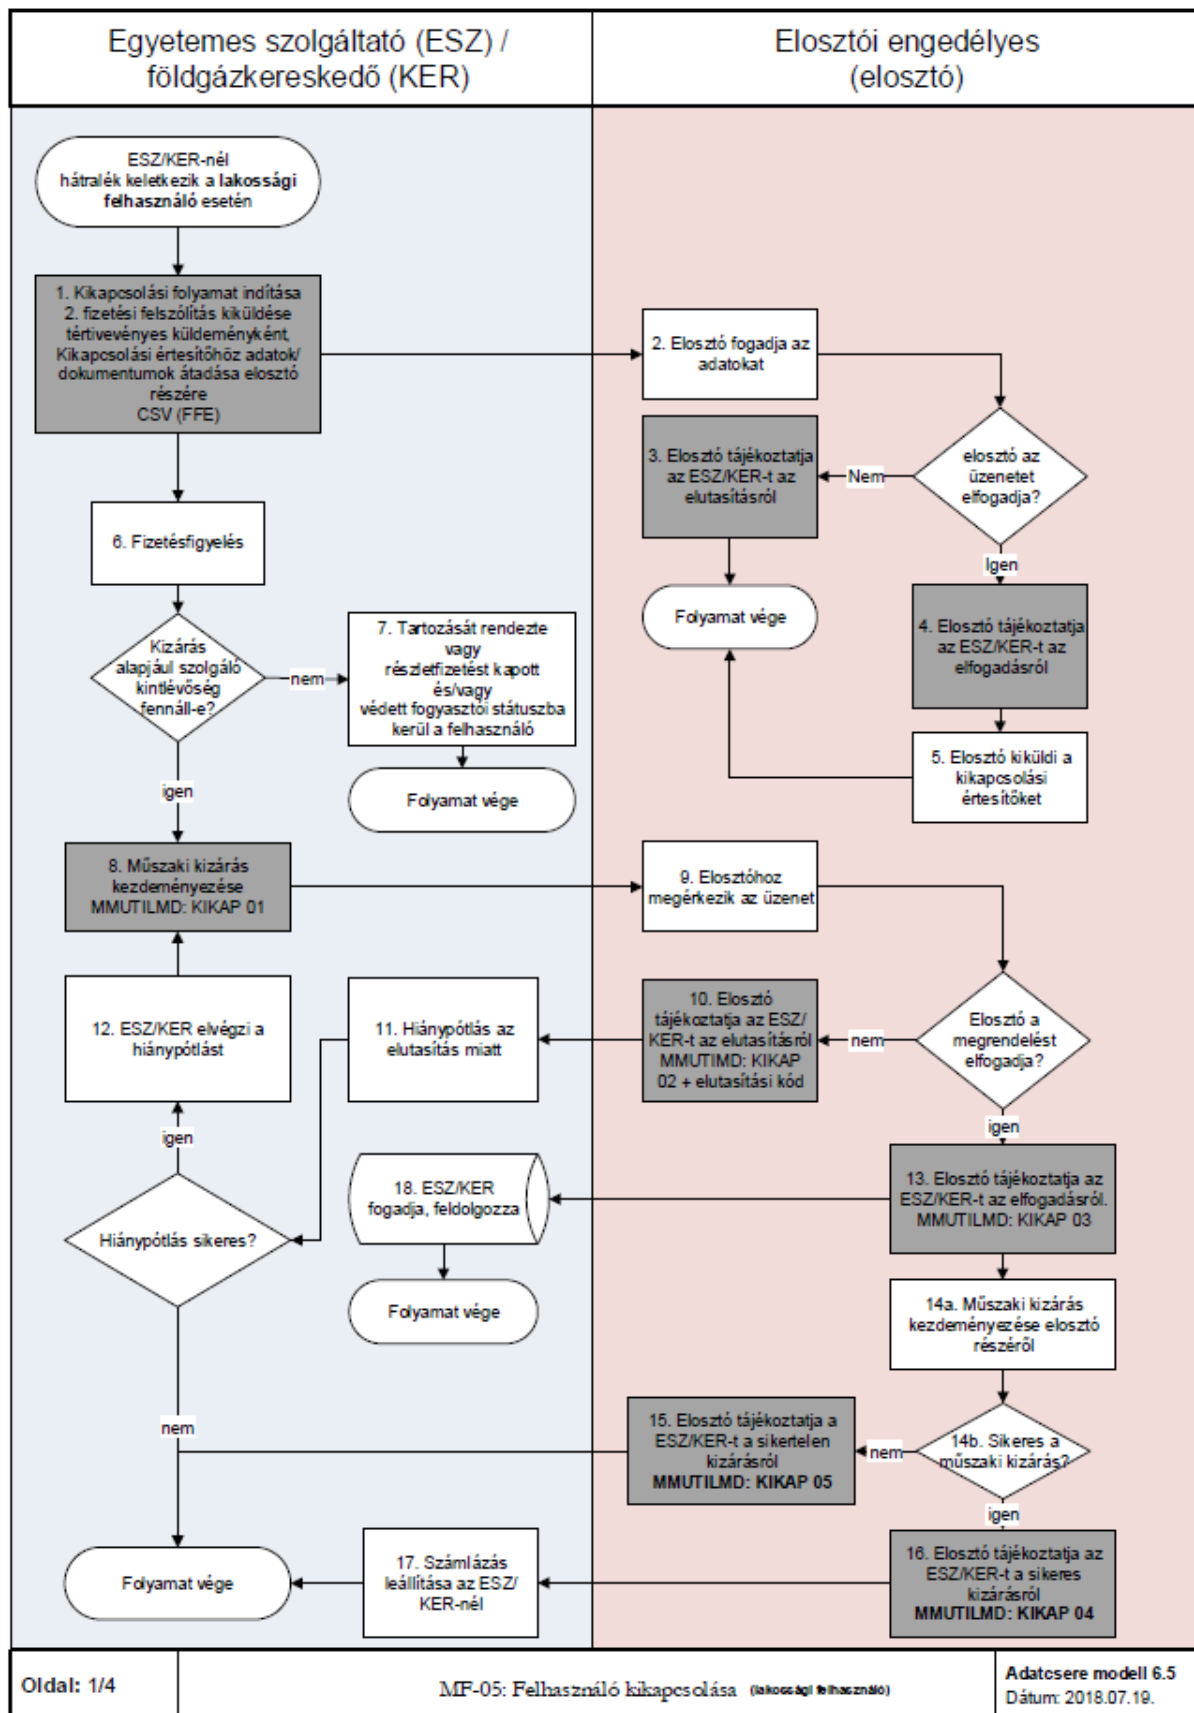 Egyetemes szolgáltató (ESZ) /
földgázkereskedő (KER)
Elosztói engedélyes
(elosztó)
ESZ/KER-nél
hátralék keletkezik a lakossági
felhasználó esetén
1. Kikapcsolási folyamat indítása
2. fizetési felszólítás kiküldése
tértivevényes küldeményként,
Kikapcsolási értesítőhöz adatok/
dokumentumok átadása elosztó
részére
CSV (FFE)
2. Elosztó fogadja az
adatokat
elosztó az
üzenetet
elfogadja?
Nem
3. Elosztó tájékoztatja
az ESZ/KER-t az
elutasításról
Folyamat vége
Igen
4. Elosztó tájékoztatja
az ESZ/KER-t az
elfogadásról
5. Elosztó kiküldi a
kikapcsolási
értesítőket
6. Fizetésfigyelés
Kizárás
alapjául szolgáló
kintlévőség
fennáll-e?
nem
7. Tartozását rendezte
vagy
részletfizetést kapott
és/vagy
védett fogyasztói státuszba
kerül a felhasználó
Folyamat vége
igen
8. Műszaki kizárás
kezdeményezése
MMUTILMD: KIKAP 01
9. Elosztóhoz
megérkezik az üzenet
Elosztó a
megrendelést
elfogadja?
nem
10. Elosztó
tájékoztatja az ESZ/
KER-t az elutasításról
MMUTIMD: KIKAP
02 + elutasítási kód
11. Hiánypótlás az
elutasítás miatt
12. ESZ/KER elvégzi a
hiánypótlást
igen
Hiánypótlás sikeres?
igen
13. Elosztó tájékoztatja az
ESZ/KER-t az elfogadásról.
MMUTILMD: KIKAP 03
18. ESZ/KER
fogadja, feldolgozza
Folyamat vége
14a. Műszaki kizárás
kezdeményezése elosztó
részéről
14b. Sikeres a
műszaki kizárás?
nem
15. Elosztó tájékoztatja a
ESZ/KER-t a sikertelen
kizárásról
MMUTILMD: KIKAP 05
nem
igen
16. Elosztó tájékoztatja az
ESZ/KER-t a sikeres
kizárásról
MMUTILMD: KIKAP 04
17. Számlázás
leállítása az ESZ/
KER-nél
Folyamat vége
Oldal: 1/4
MF-05: Felhasználó kikapcsolása (lakossági felhasználó)
Adatcsere modell 6.5
Dátum: 2018.07.19.